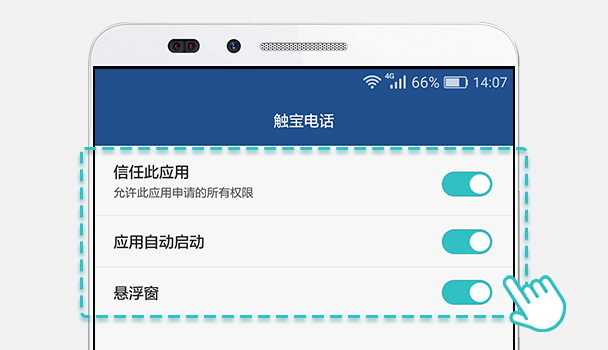 4G 66% 14:07
触宝电话
信任此应用
允许此应用申请的所有权限
应用自动启动
悬浮窗